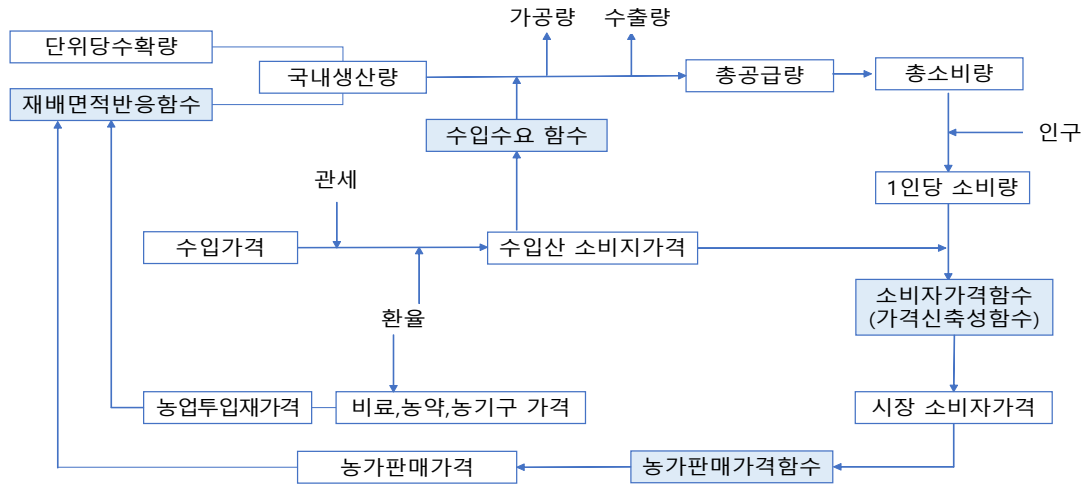 가공량
수출량
단위당수확량
국내생산량
총공급량
총소비량
재배면적반응함수
수입수요 함수
인구
관세
1인당 소비량
수입가격
수입산 소비지가격
소비자가격함수
(가격신축성함수)
환율
농업투입재가격
비료,농약,농기구 가격
시장 소비자가격
농가판매가격
농가판매가격함수